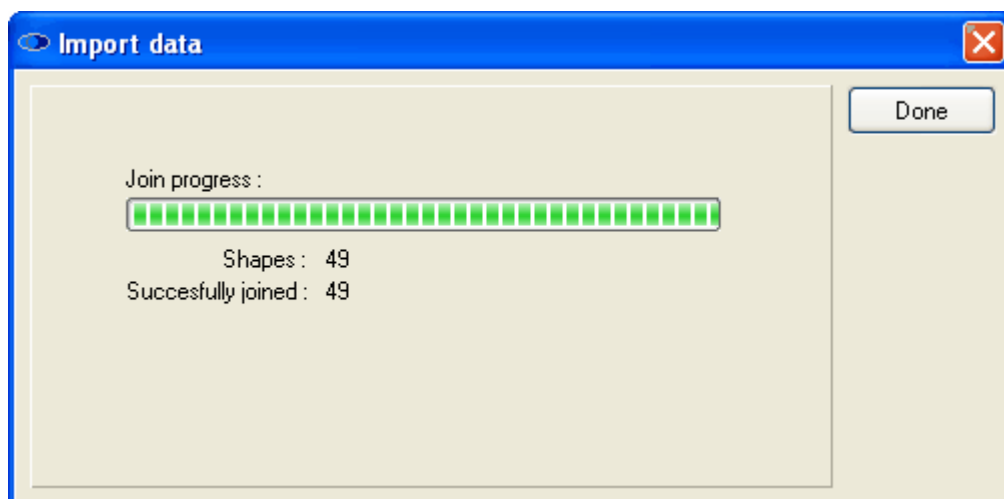 Import data
Done
Join progress :
Shapes : 49
Succesfully joined : 49